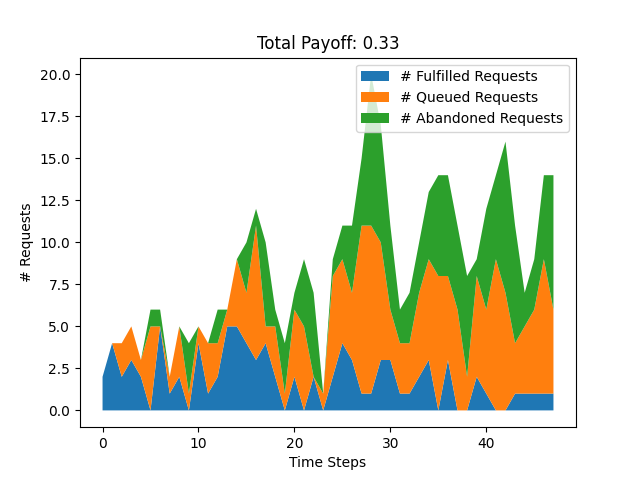 Total Payoff: 0.33
# Fulfilled Requests
# Queued Requests
# Abandoned Requests
20.0
17.5
15.0
12.5
10.0
7.5
5.0
2.5
0.0
# Requests
0 10 20 30 40
Time Steps